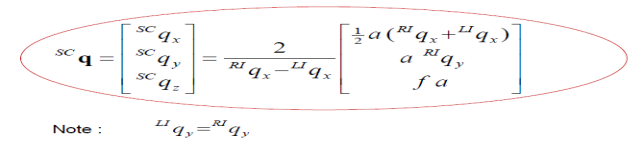 ^{SC}q = [^{SC}q_x ^{SC}q_y ^{SC}q_z] = 2 / (^{RI}q_x − ^{LI}q_x) [½ a (^{RI}q_x + ^{LI}q_x) a ^{RI}q_y f a]
Note : ^{LI}q_y = ^{RI}q_y